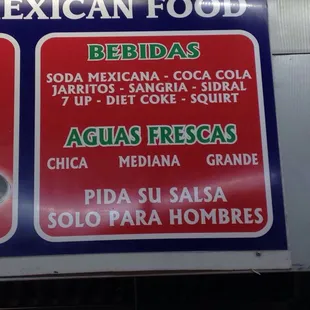 EXICAN FOOD
BEBIDAS
SODA MEXICANA - COCA COLA
JARRITOS - SANGRIA - SIDRAL
7 UP - DIET COKE - SQUIRT
AGUAS FRESCAS
CHICA MEDIANA GRANDE
PIDA SU SALSA
SOLO PARA HOMBRES